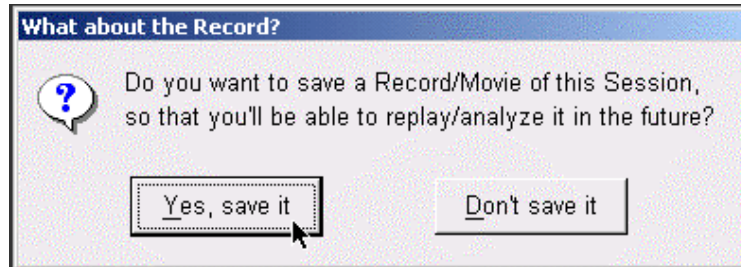 What about the Record?
Do you want to save a Record/Movie of this Session,
so that you'll be able to replay/analyze it in the future?
Yes, save it
Don't save it